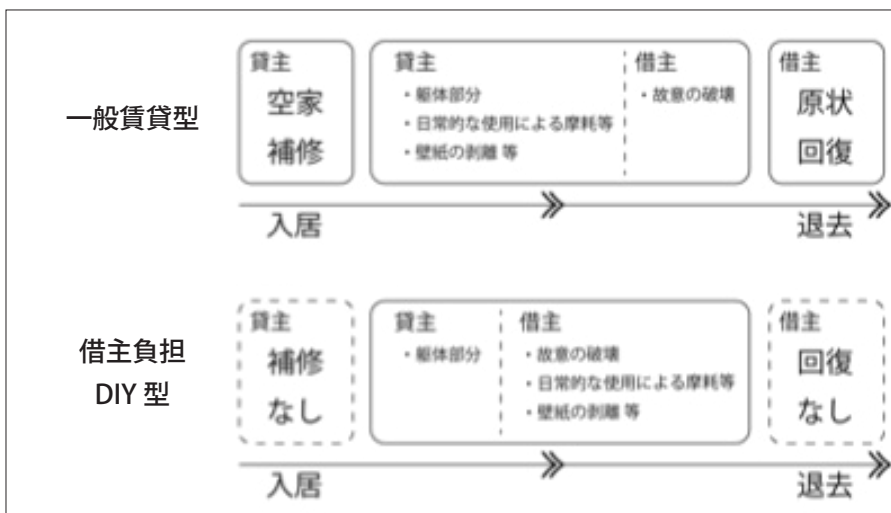 一般賃貸型
貸主
空家
補修
貸主
・躯体部分
・日常的な使用による摩耗等
・壁紙の剥離 等
借主
・故意の破壊
借主
原状
回復
入居
退去
借主負担
DIY 型
貸主
補修
なし
貸主
・躯体部分
借主
・故意の破壊
・日常的な使用による摩耗等
・壁紙の剥離 等
借主
回復
なし
入居
退去